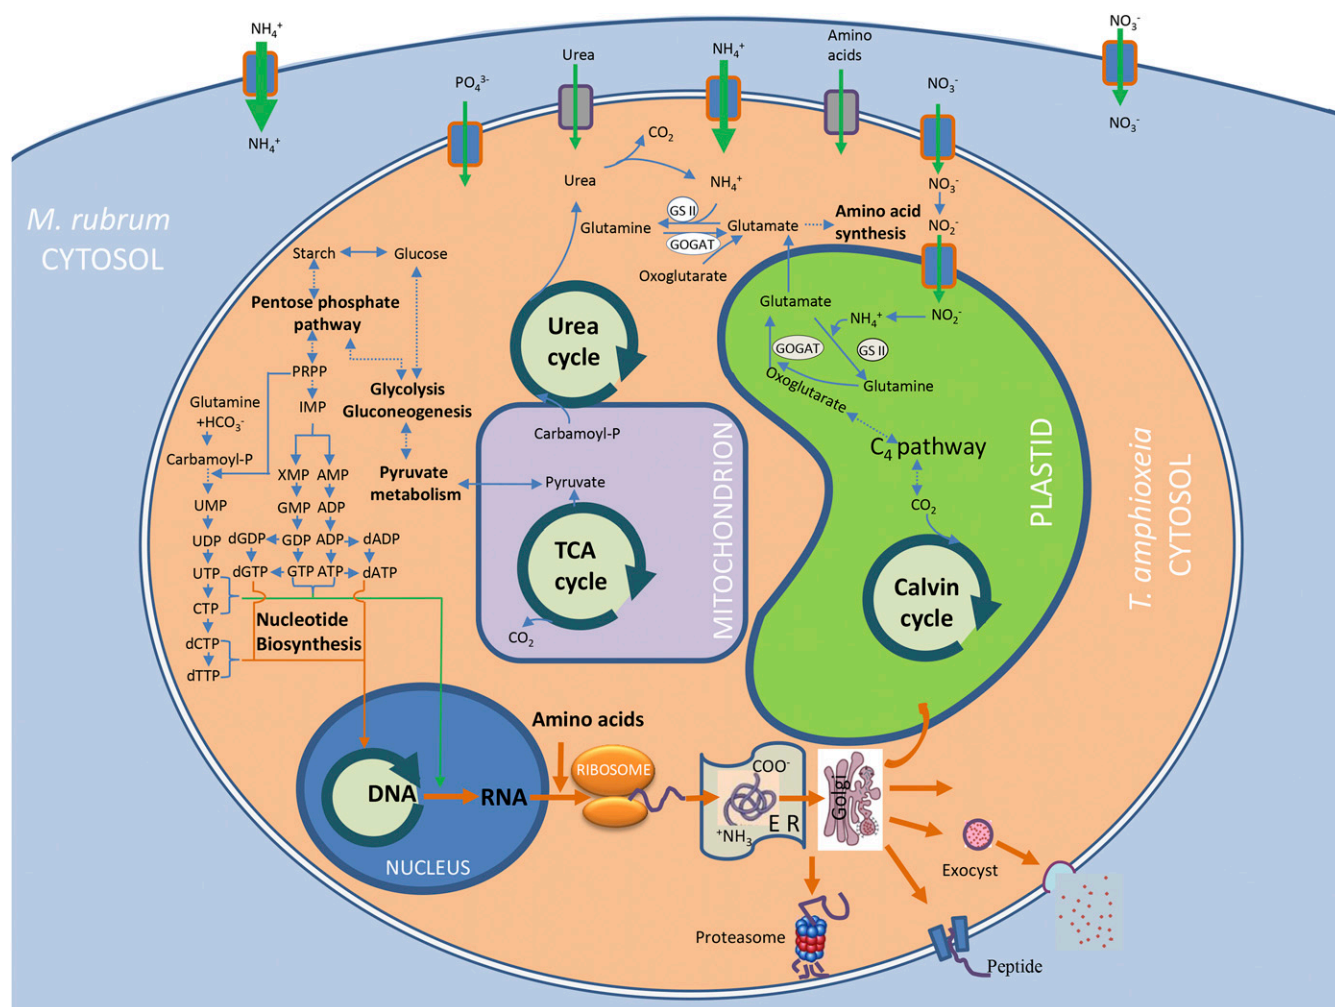 NH₄⁺
NO₃⁻
NH₄⁺
NO₃⁻
PO₄³⁻
Urea
NH₄⁺
Amino
acids
NO₃⁻
M. rubrum
CYTOSOL
CO₂
Urea
NH₄⁺
NO₃⁻
GS II
Glutamine
Glutamate
GOGAT
Oxoglutarate
Amino acid
synthesis
NO₂⁻
Starch
Glucose
Pentose phosphate
pathway
PRPP
Glycolysis
Gluconeogenesis
IMP
Glutamine
+HCO₃⁻
Carbamoyl-P
XMP
AMP
Pyruvate
metabolism
UMP
GMP
ADP
UDP
dGDP
GDP
ADP
dADP
UTP
dGTP
GTP
ATP
dATP
CTP
Nucleotide
Biosynthesis
dCTP
dTTP
Urea
cycle
Carbamoyl-P
Pyruvate
TCA
cycle
CO₂
MITOCHONDRION
Glutamate
NH₄⁺
NO₂⁻
GOGAT
GS II
Oxoglutarate
Glutamine
C₄ pathway
CO₂
Calvin
cycle
PLASTID
T. amphioxeia
CYTOSOL
DNA
RNA
NUCLEUS
Amino acids
RIBOSOME
COO⁻
⁺NH₃
E R
Golgi
Exocyst
Proteasome
Peptide